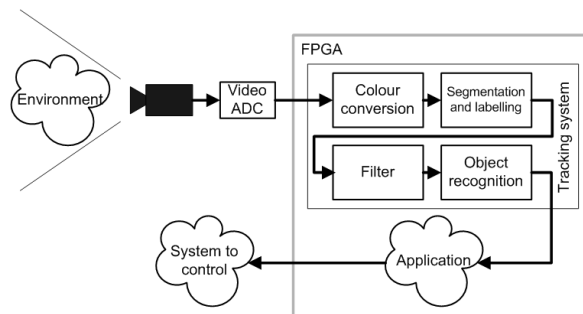 FPGA
Environment
Video
ADC
Colour
conversion
Segmentation
and labelling
Tracking system
Filter
Object
recognition
System to
control
Application